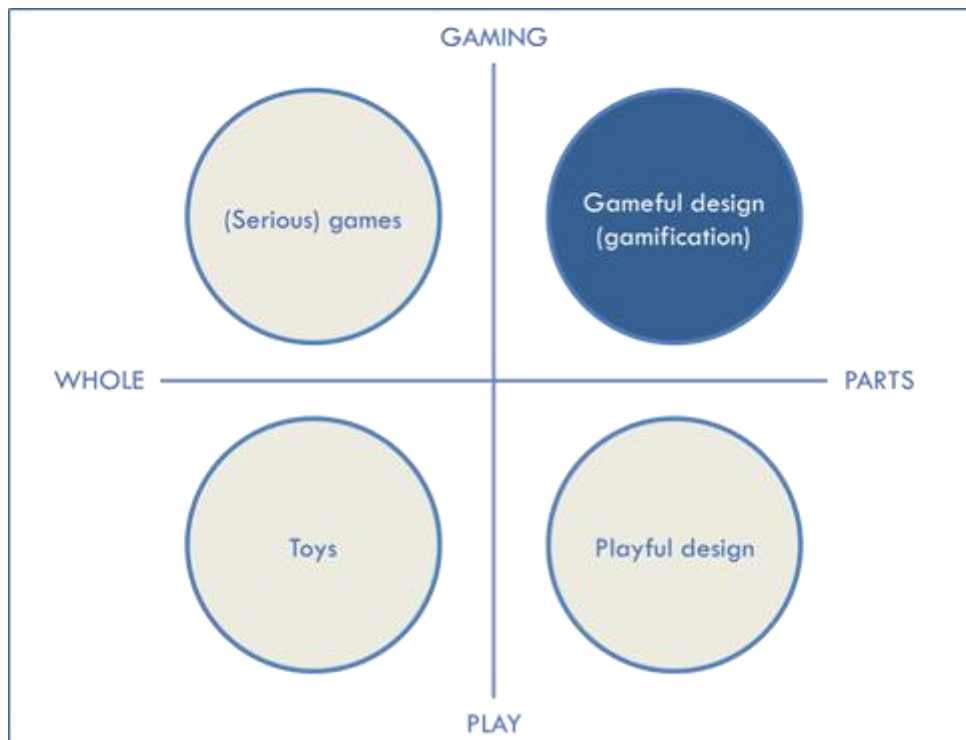 GAMING
(Serious) games
Gameful design
(gamification)
WHOLE
PARTS
Toys
Playful design
PLAY